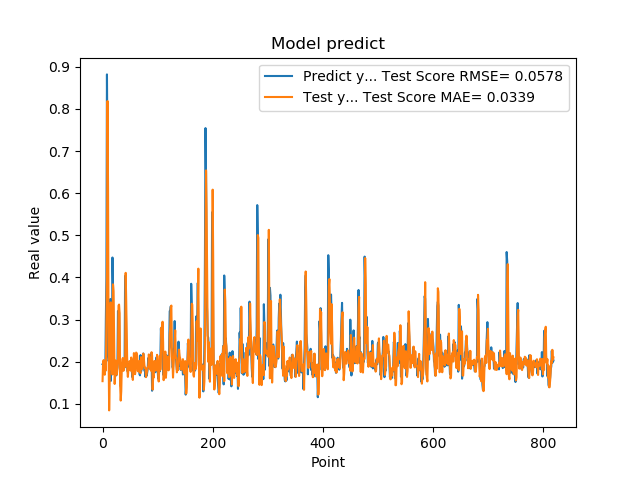 Model predict
Predict y... Test Score RMSE= 0.0578
Test y... Test Score MAE= 0.0339
Real value
0.9
0.8
0.7
0.6
0.5
0.4
0.3
0.2
0.1
0
200
400
600
800
Point